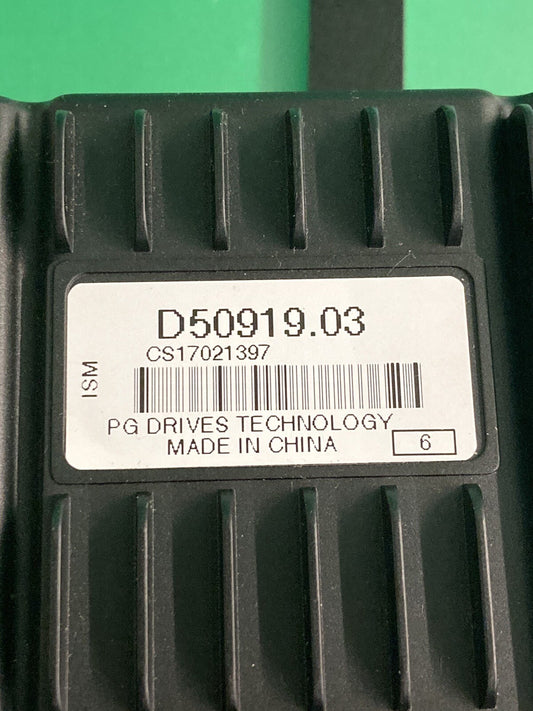 D50919.03
CS17021397
ISM
PG DRIVES TECHNOLOGY
MADE IN CHINA
6